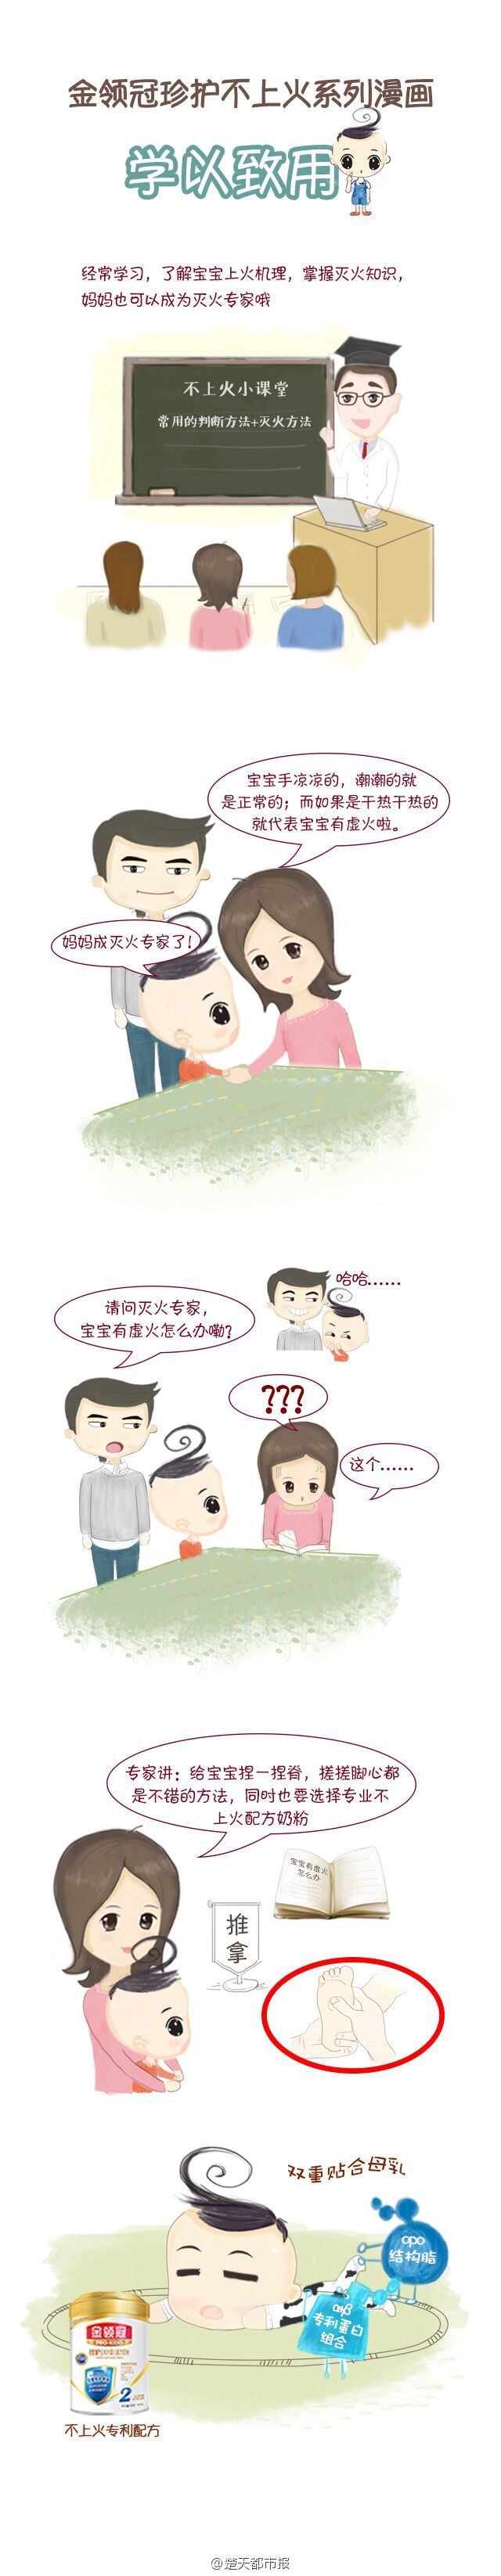 金领冠珍护不上火系列漫画
学以致用
经常学习，了解宝宝上火机理，掌握灭火知识，
妈妈也可以成为灭火专家哦
不上火小课堂
常用的判断方法+灭火方法
宝宝手凉凉的，潮潮的就
是正常的；而如果是干热干热的
就代表宝宝有虚火啦。
妈妈成灭火专家了！
哈哈……
请问灭火专家，
宝宝有虚火怎么办嘞？
???
这个……
专家讲：给宝宝捏一捏脊，搓搓脚心都
是不错的方法，同时也要选择专业不
上火配方奶粉
宝宝有虚火
怎么办
推
拿
双重贴合母乳
opo
结构脂
α+β
专利蛋白
组合
金领冠
PRO-KIDO
2
不上火专利配方
@楚天都市报